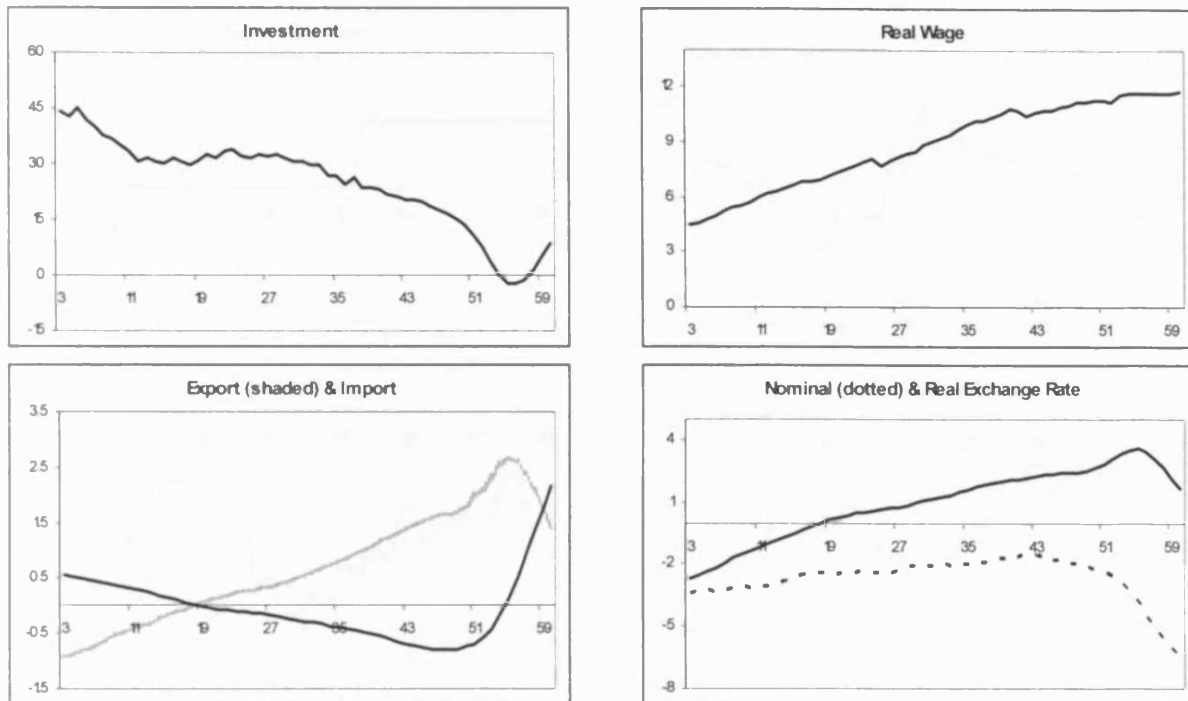 Investment
60
45
30
15
0
-15
3 11 19 27 35 43 51 59
Real Wage
12
9
6
3
0
3 11 19 27 35 43 51 59
Export (shaded) & Import
3.5
2.5
1.5
0.5
-0.5
-1.5
3 11 19 27 35 43 51 59
Nominal (dotted) & Real Exchange Rate
4
1
-2
-5
-8
3 11 19 27 35 43 51 59